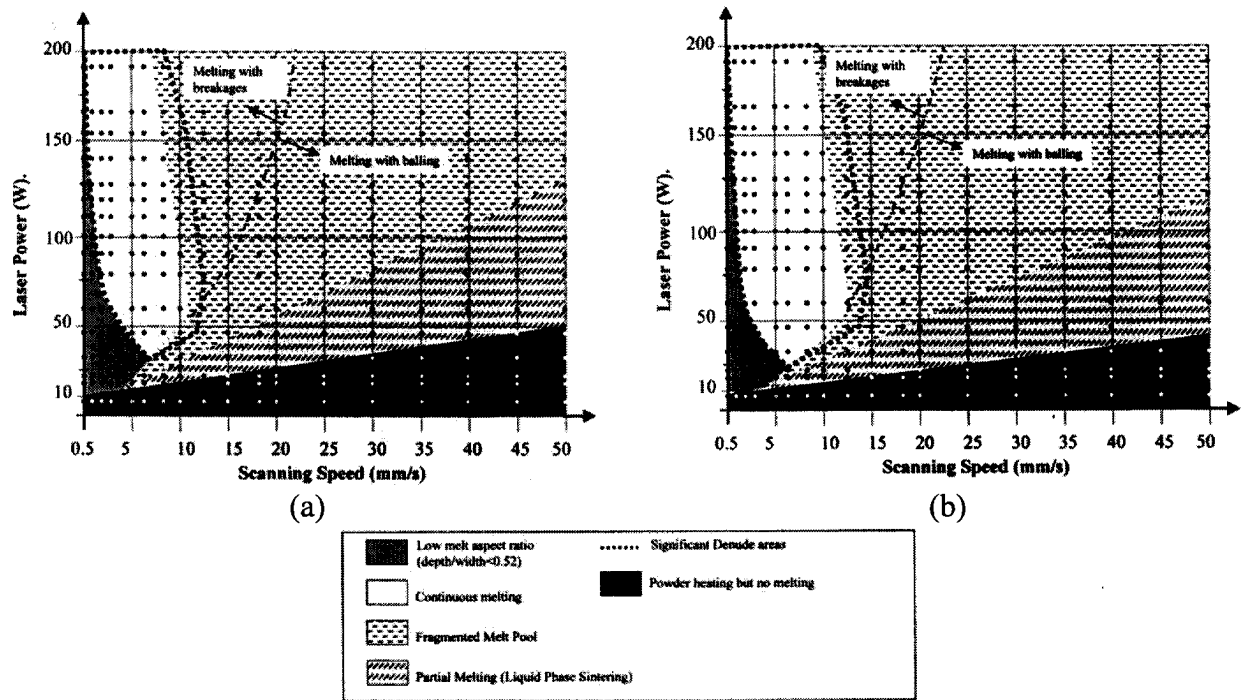 200
150
100
50
10
Laser Power (W).
Melting with
breakages
Melting with balling
0.5 5 10 15 20 25 30 35 40 45 50
Scanning Speed (mm/s)
(a)
200
150
100
50
10
Laser Power (W).
Melting with
breakages
Melting with balling
0.5 5 10 15 20 25 30 35 40 45 50
Scanning Speed (mm/s)
(b)
Low melt aspect ratio
(depth/width<0.52)
Continuous melting
Fragmented Melt Pool
Partial Melting (Liquid Phase Sintering)
Significant Denude areas
Powder heating but no melting